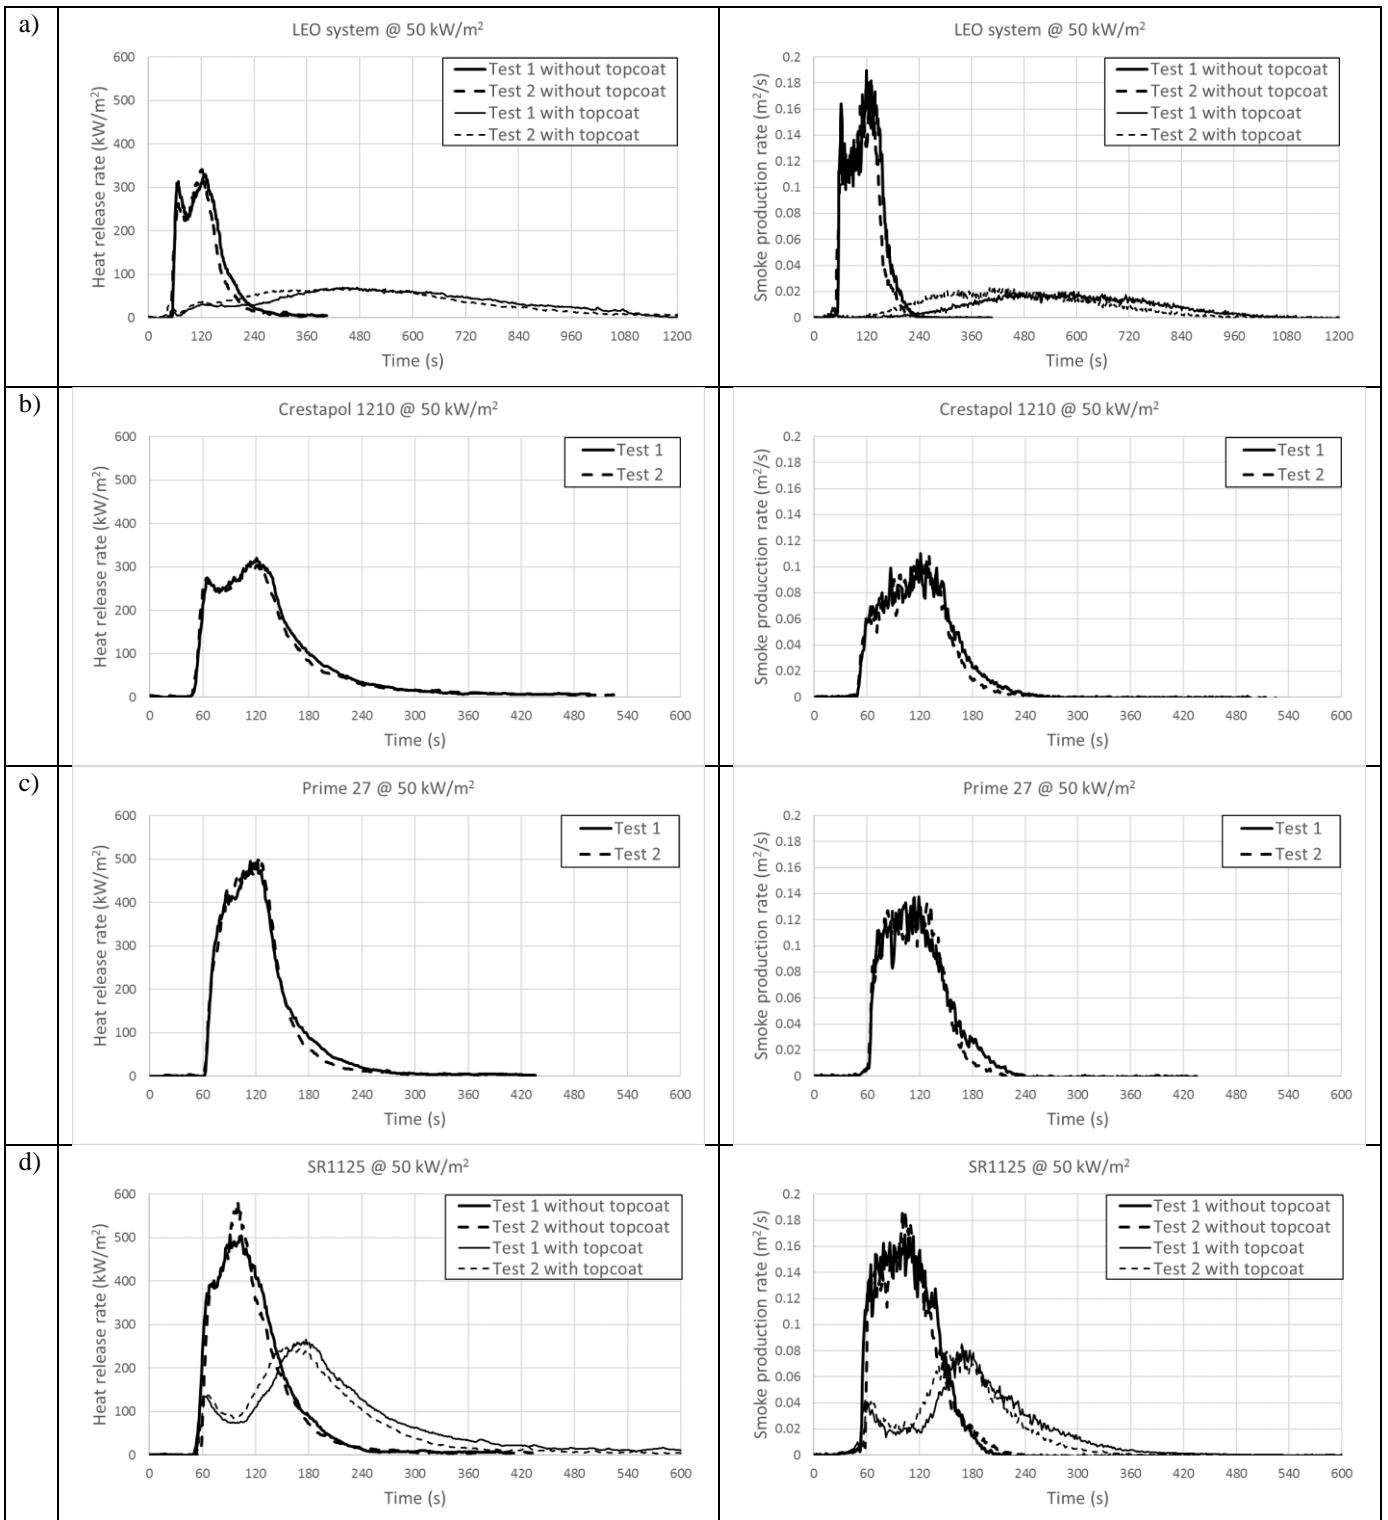 a)
LEO system @ 50 kW/m²
Heat release rate (kW/m²)
600
500
400
300
200
100
0
Test 1 without topcoat
Test 2 without topcoat
Test 1 with topcoat
Test 2 with topcoat
0 120 240 360 480 600 720 840 960 1080 1200
Time (s)
LEO system @ 50 kW/m²
Smoke production rate (m²/s)
0.2
0.18
0.16
0.14
0.12
0.1
0.08
0.06
0.04
0.02
0
Test 1 without topcoat
Test 2 without topcoat
Test 1 with topcoat
Test 2 with topcoat
0 120 240 360 480 600 720 840 960 1080 1200
Time (s)
b)
Crestapol 1210 @ 50 kW/m²
Heat release rate (kW/m²)
600
500
400
300
200
100
0
Test 1
Test 2
0 60 120 180 240 300 360 420 480 540 600
Time (s)
Crestapol 1210 @ 50 kW/m²
Smoke producction rate (m²/s)
0.2
0.18
0.16
0.14
0.12
0.1
0.08
0.06
0.04
0.02
0
Test 1
Test 2
0 60 120 180 240 300 360 420 480 540 600
Time (s)
c)
Prime 27 @ 50 kW/m²
Heat release rate (kW/m²)
600
500
400
300
200
100
0
Test 1
Test 2
0 60 120 180 240 300 360 420 480 540 600
Time (s)
Prime 27 @ 50 kW/m²
Smoke production rate (m²/s)
0.2
0.18
0.16
0.14
0.12
0.1
0.08
0.06
0.04
0.02
0
Test 1
Test 2
0 60 120 180 240 300 360 420 480 540 600
Time (s)
d)
SR1125 @ 50 kW/m²
Heat release rate (kW/m²)
600
500
400
300
200
100
0
Test 1 without topcoat
Test 2 without topcoat
Test 1 with topcoat
Test 2 with topcoat
0 60 120 180 240 300 360 420 480 540 600
Time (s)
SR1125 @ 50 kW/m²
Smoke production rate (m²/s)
0.2
0.18
0.16
0.14
0.12
0.1
0.08
0.06
0.04
0.02
0
Test 1 without topcoat
Test 2 without topcoat
Test 1 with topcoat
Test 2 with topcoat
0 60 120 180 240 300 360 420 480 540 600
Time (s)